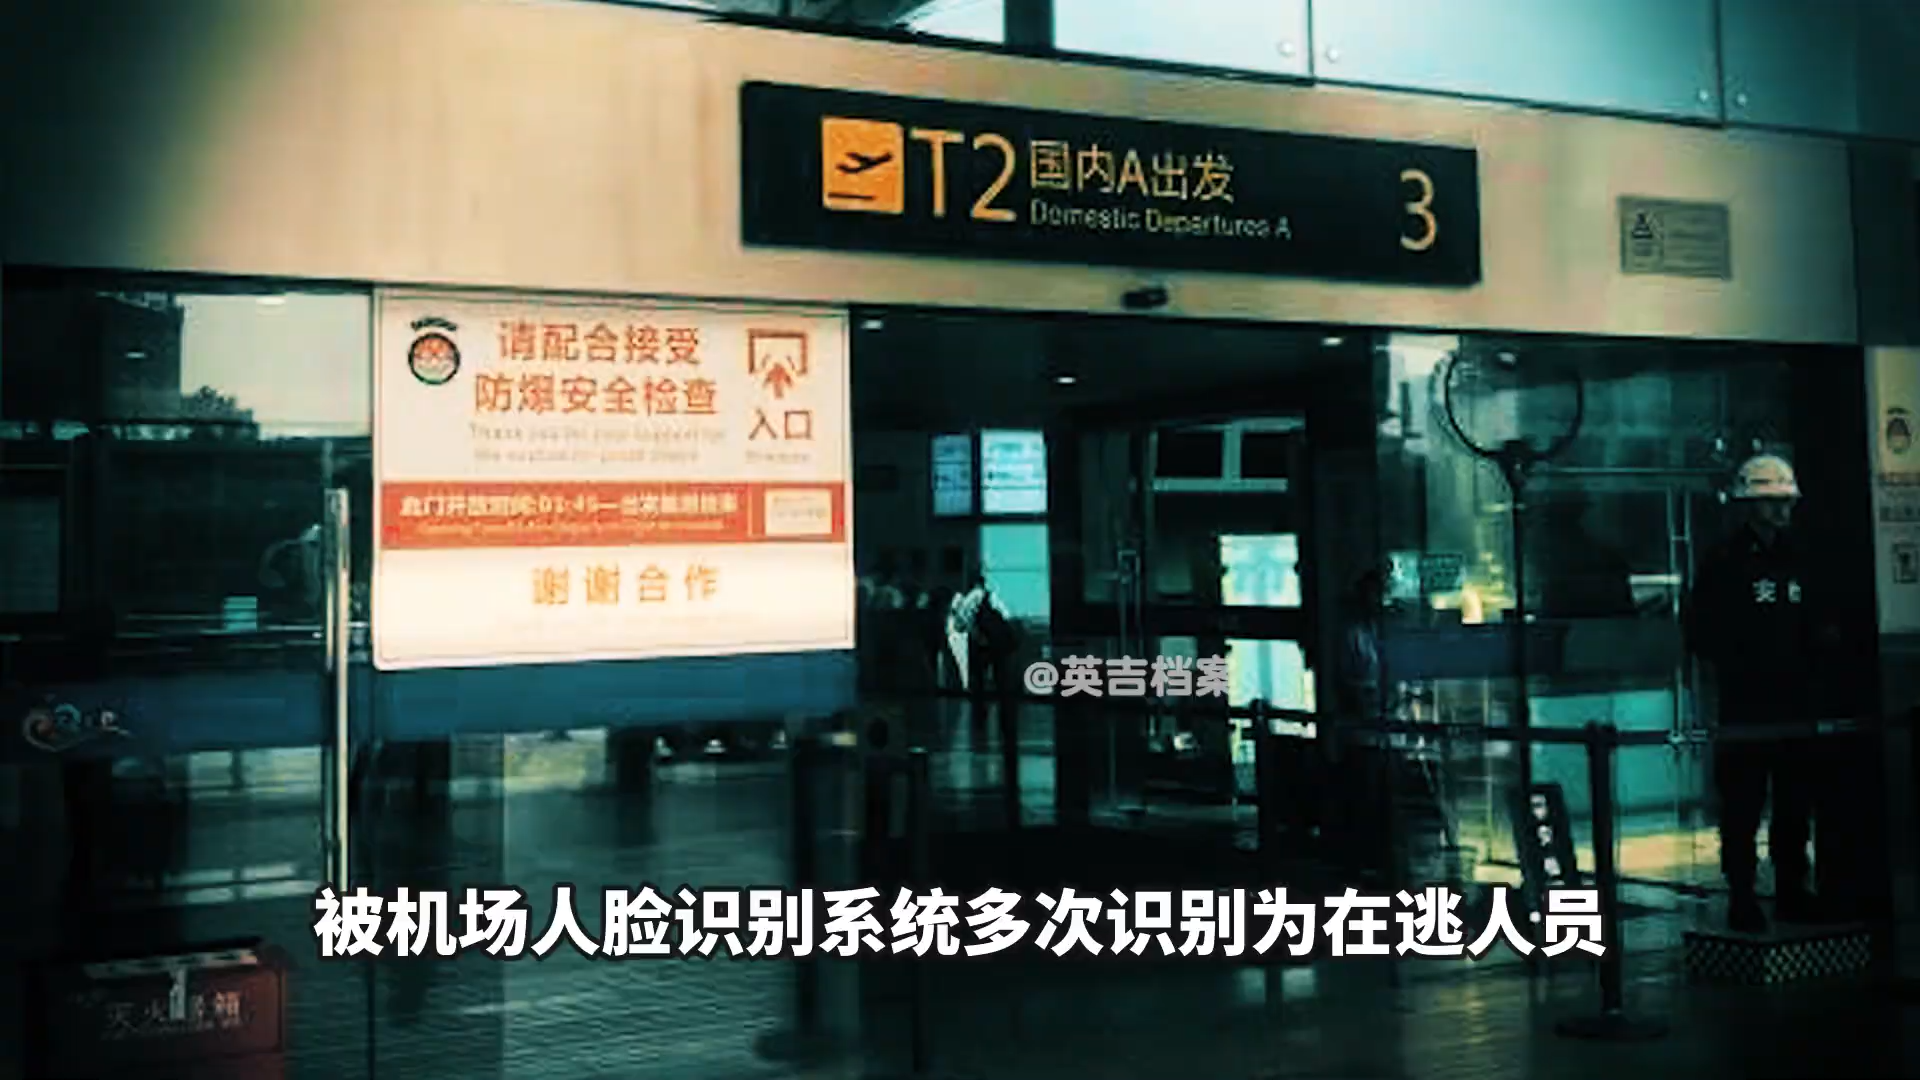 T2 国内A出发 3
Domestic Departures A
请配合接受
防爆安全检查
入口
谢谢合作
@英吉档案
安
被机场人脸识别系统多次识别为在逃人员